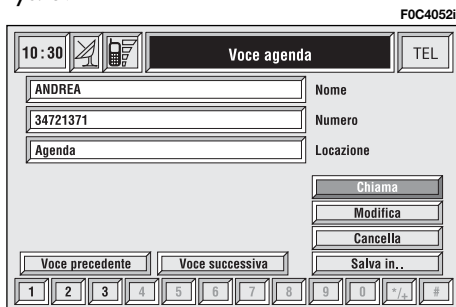 F0C4052i
10:30 Voce agenda TEL
ANDREA Nome
34721371 Numero
Agenda Locazione
Chiama
Modifica
Cancella
Voce precedente Voce successiva Salva in..
1 2 3 4 5 6 7 8 9 0 */+ #